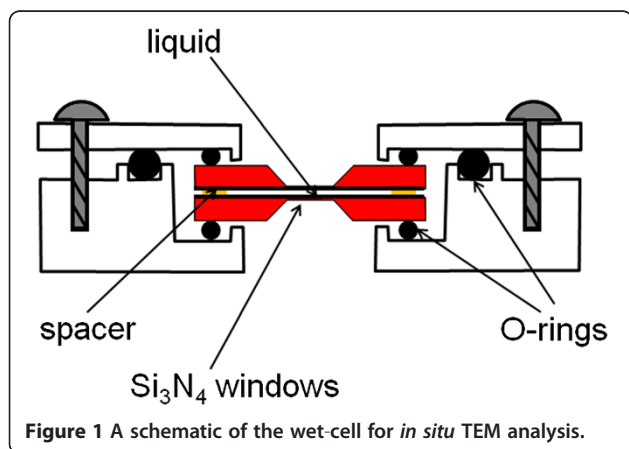 liquid
spacer
O-rings
Si₃N₄ windows
Figure 1 A schematic of the wet-cell for in situ TEM analysis.